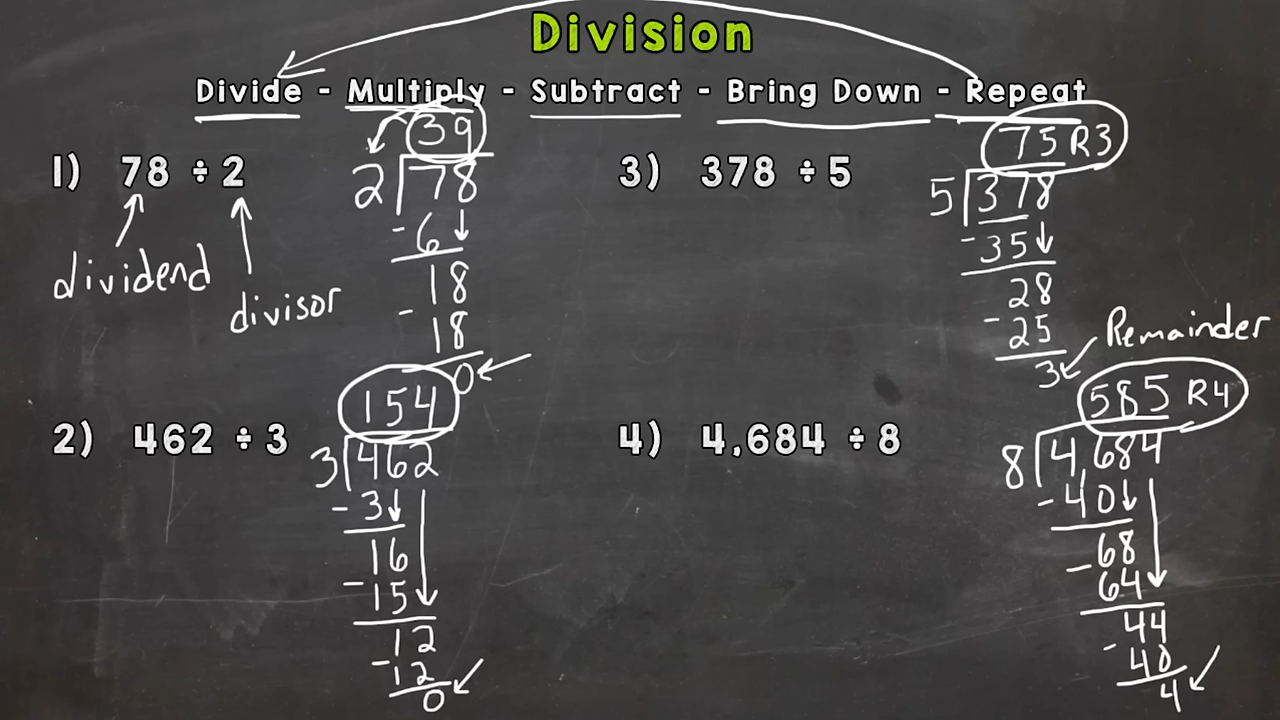 Division
Divide - Multiply - Subtract - Bring Down - Repeat
1) 78 ÷ 2
dividend
divisor
39
2 78
- 6
18
- 18
0
2) 462 ÷ 3
154
3 462
- 3
16
- 15
12
- 12
0
3) 378 ÷ 5
75 R3
5 378
- 35
28
- 25
3
Remainder
4) 4,684 ÷ 8
585 R4
8 4,684
- 40
68
- 64
44
- 40
4